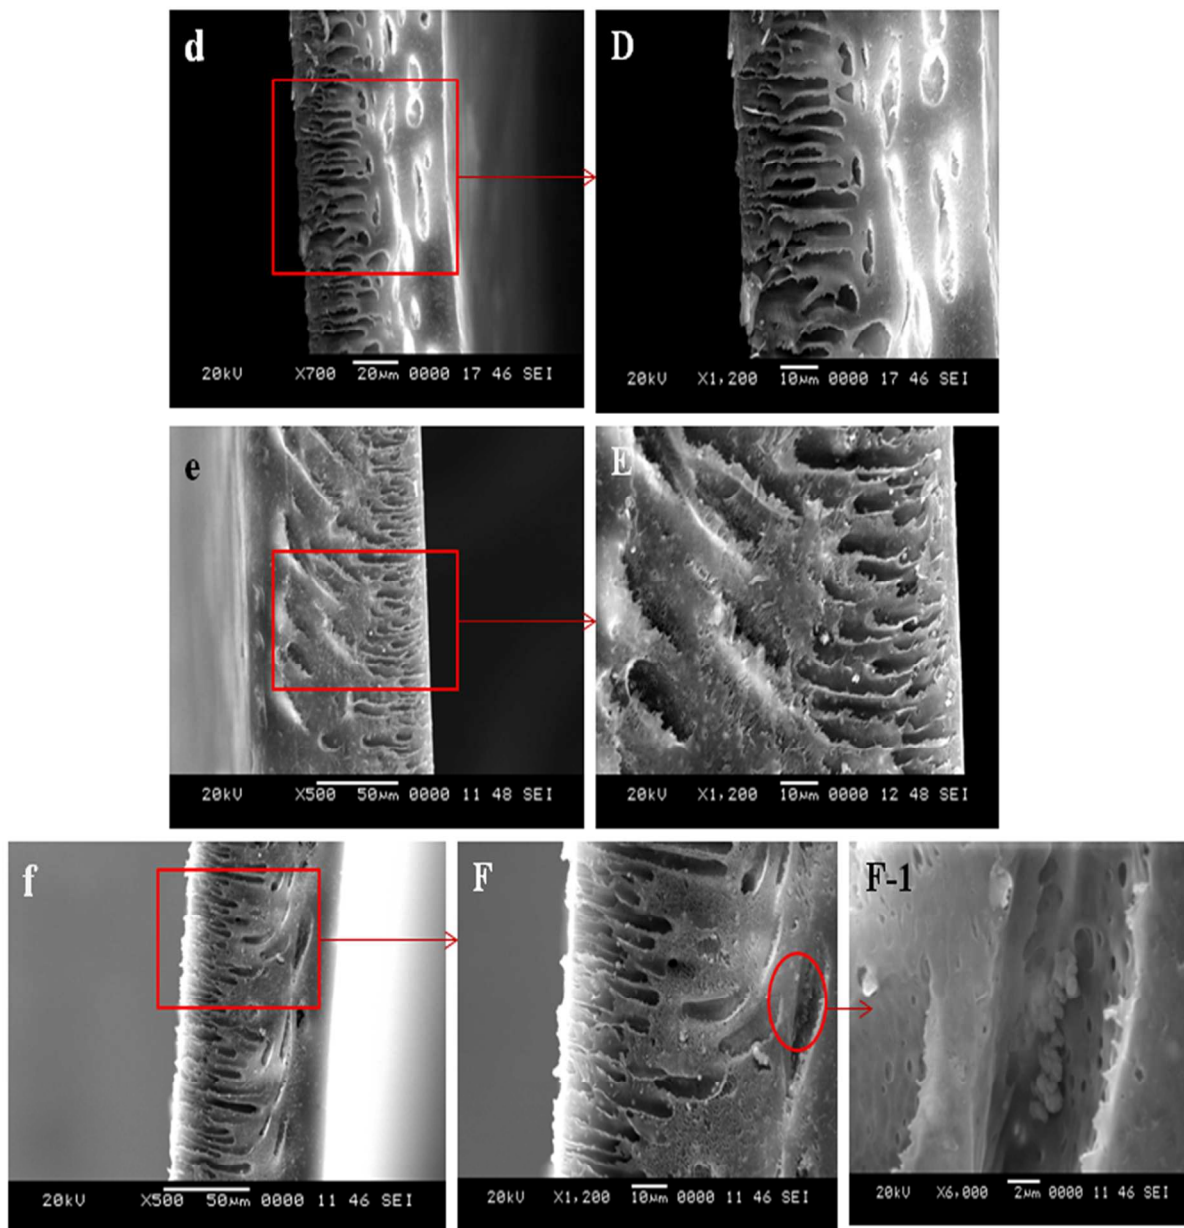 d
20kV X700 20µm 0000 17 46 SEI
D
20kV X1,200 10µm 0000 17 46 SEI
e
20kV X500 50µm 0000 11 48 SEI
E
20kV X1,200 10µm 0000 12 48 SEI
f
20kV X500 50µm 0000 11 46 SEI
F
20kV X1,200 10µm 0000 11 46 SEI
F-1
20kV X6,000 2µm 0000 11 46 SEI